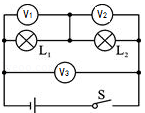 V₁ V₂
L₁ L₂
V₃
S